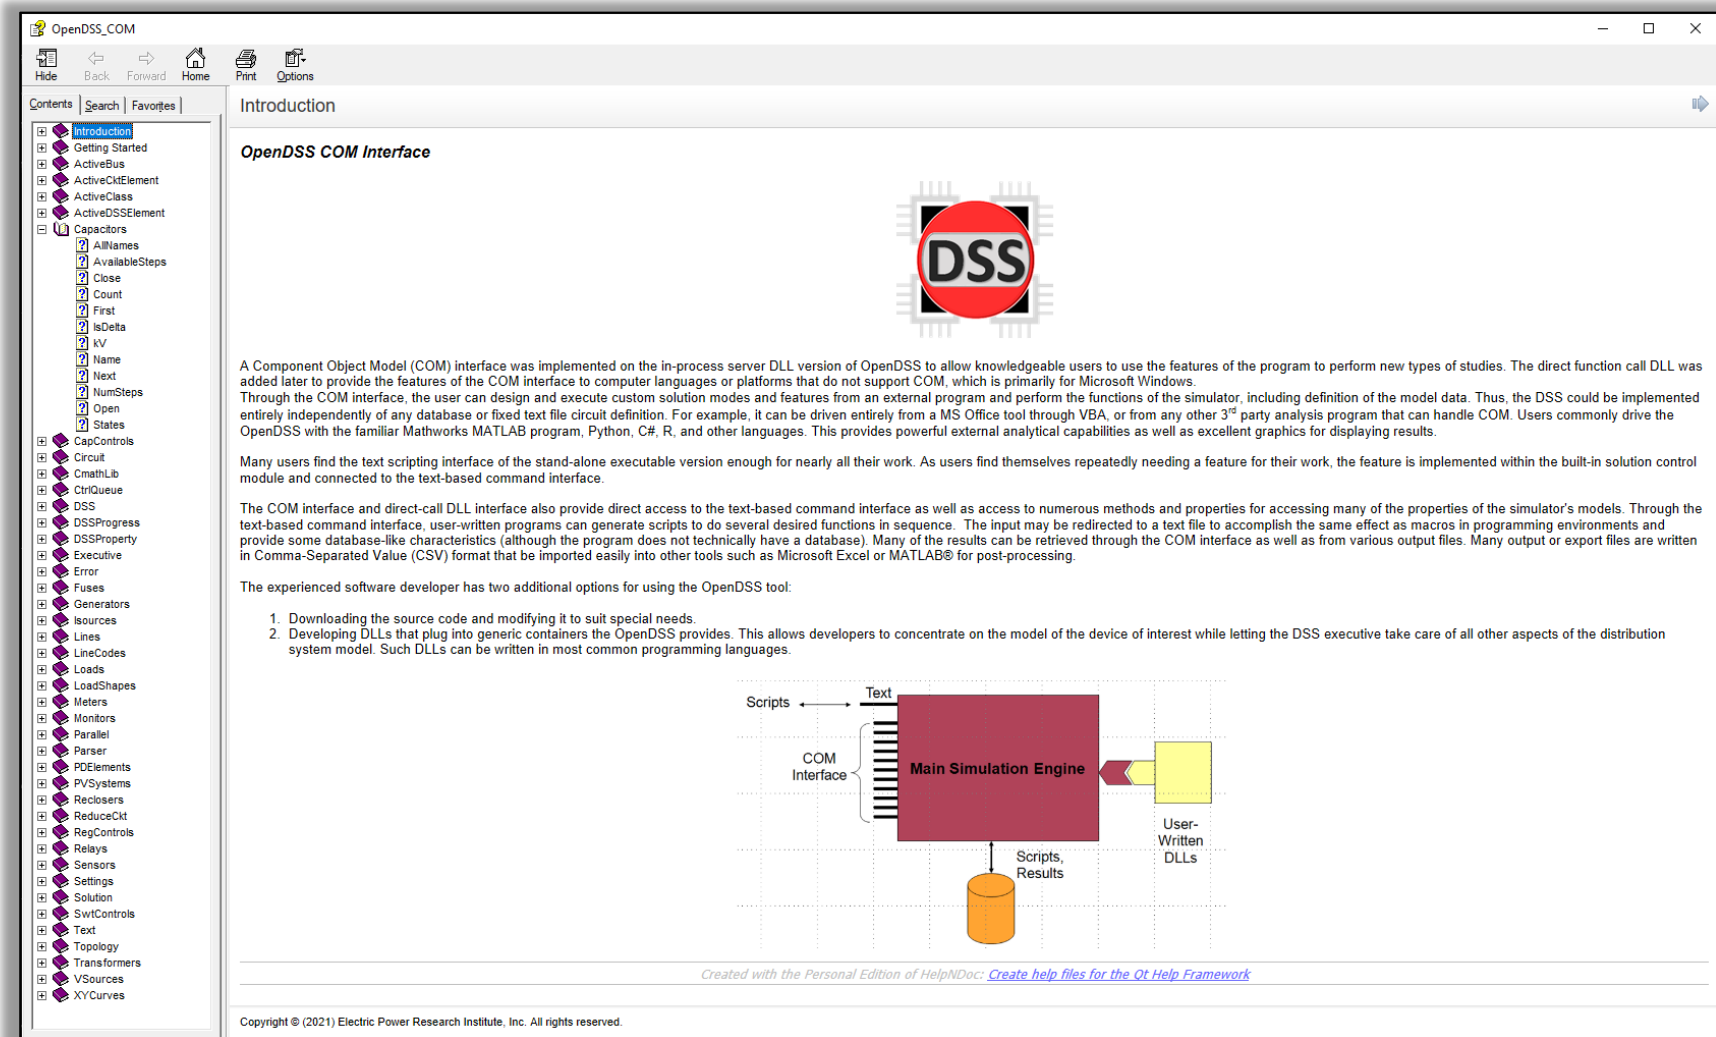 OpenDSS_COM
Hide Back Forward Home Print Options
Contents Search Favorites
Introduction
Getting Started
ActiveBus
ActiveCktElement
ActiveClass
ActiveDSSElement
Capacitors
AllNames
AvailableSteps
Close
Count
First
IsDelta
kV
Name
Next
NumSteps
Open
States
CapControls
Circuit
CmathLib
CtrlQueue
DSS
DSSProgress
DSSProperty
Executive
Error
Fuses
Generators
Isources
Lines
LineCodes
Loads
LoadShapes
Meters
Monitors
Parallel
Parser
PDElements
PVSystems
Reclosers
ReduceCkt
RegControls
Relays
Sensors
Settings
Solution
SwtControls
Text
Topology
Transformers
VSources
XYCurves
Introduction
OpenDSS COM Interface
DSS
A Component Object Model (COM) interface was implemented on the in-process server DLL version of OpenDSS to allow knowledgeable users to use the features of the program to perform new types of studies. The direct function call DLL was
added later to provide the features of the COM interface to computer languages or platforms that do not support COM, which is primarily for Microsoft Windows.
Through the COM interface, the user can design and execute custom solution modes and features from an external program and perform the functions of the simulator, including definition of the model data. Thus, the DSS could be implemented
entirely independently of any database or fixed text file circuit definition. For example, it can be driven entirely from a MS Office tool through VBA, or from any other 3rd party analysis program that can handle COM. Users commonly drive the
OpenDSS with the familiar Mathworks MATLAB program, Python, C#, R, and other languages. This provides powerful external analytical capabilities as well as excellent graphics for displaying results.
Many users find the text scripting interface of the stand-alone executable version enough for nearly all their work. As users find themselves repeatedly needing a feature for their work, the feature is implemented within the built-in solution control
module and connected to the text-based command interface.
The COM interface and direct-call DLL interface also provide direct access to the text-based command interface as well as access to numerous methods and properties for accessing many of the properties of the simulator's models. Through the
text-based command interface, user-written programs can generate scripts to do several desired functions in sequence. The input may be redirected to a text file to accomplish the same effect as macros in programming environments and
provide some database-like characteristics (although the program does not technically have a database). Many of the results can be retrieved through the COM interface as well as from various output files. Many output or export files are written
in Comma-Separated Value (CSV) format that be imported easily into other tools such as Microsoft Excel or MATLAB® for post-processing.
The experienced software developer has two additional options for using the OpenDSS tool:
1. Downloading the source code and modifying it to suit special needs.
2. Developing DLLs that plug into generic containers the OpenDSS provides. This allows developers to concentrate on the model of the device of interest while letting the DSS executive take care of all other aspects of the distribution
system model. Such DLLs can be written in most common programming languages.
Text
Scripts
COM
Interface
Main Simulation Engine
User-
Written
DLLs
Scripts,
Results
Created with the Personal Edition of HelpNDoc: Create help files for the Qt Help Framework
Copyright © (2021) Electric Power Research Institute, Inc. All rights reserved.